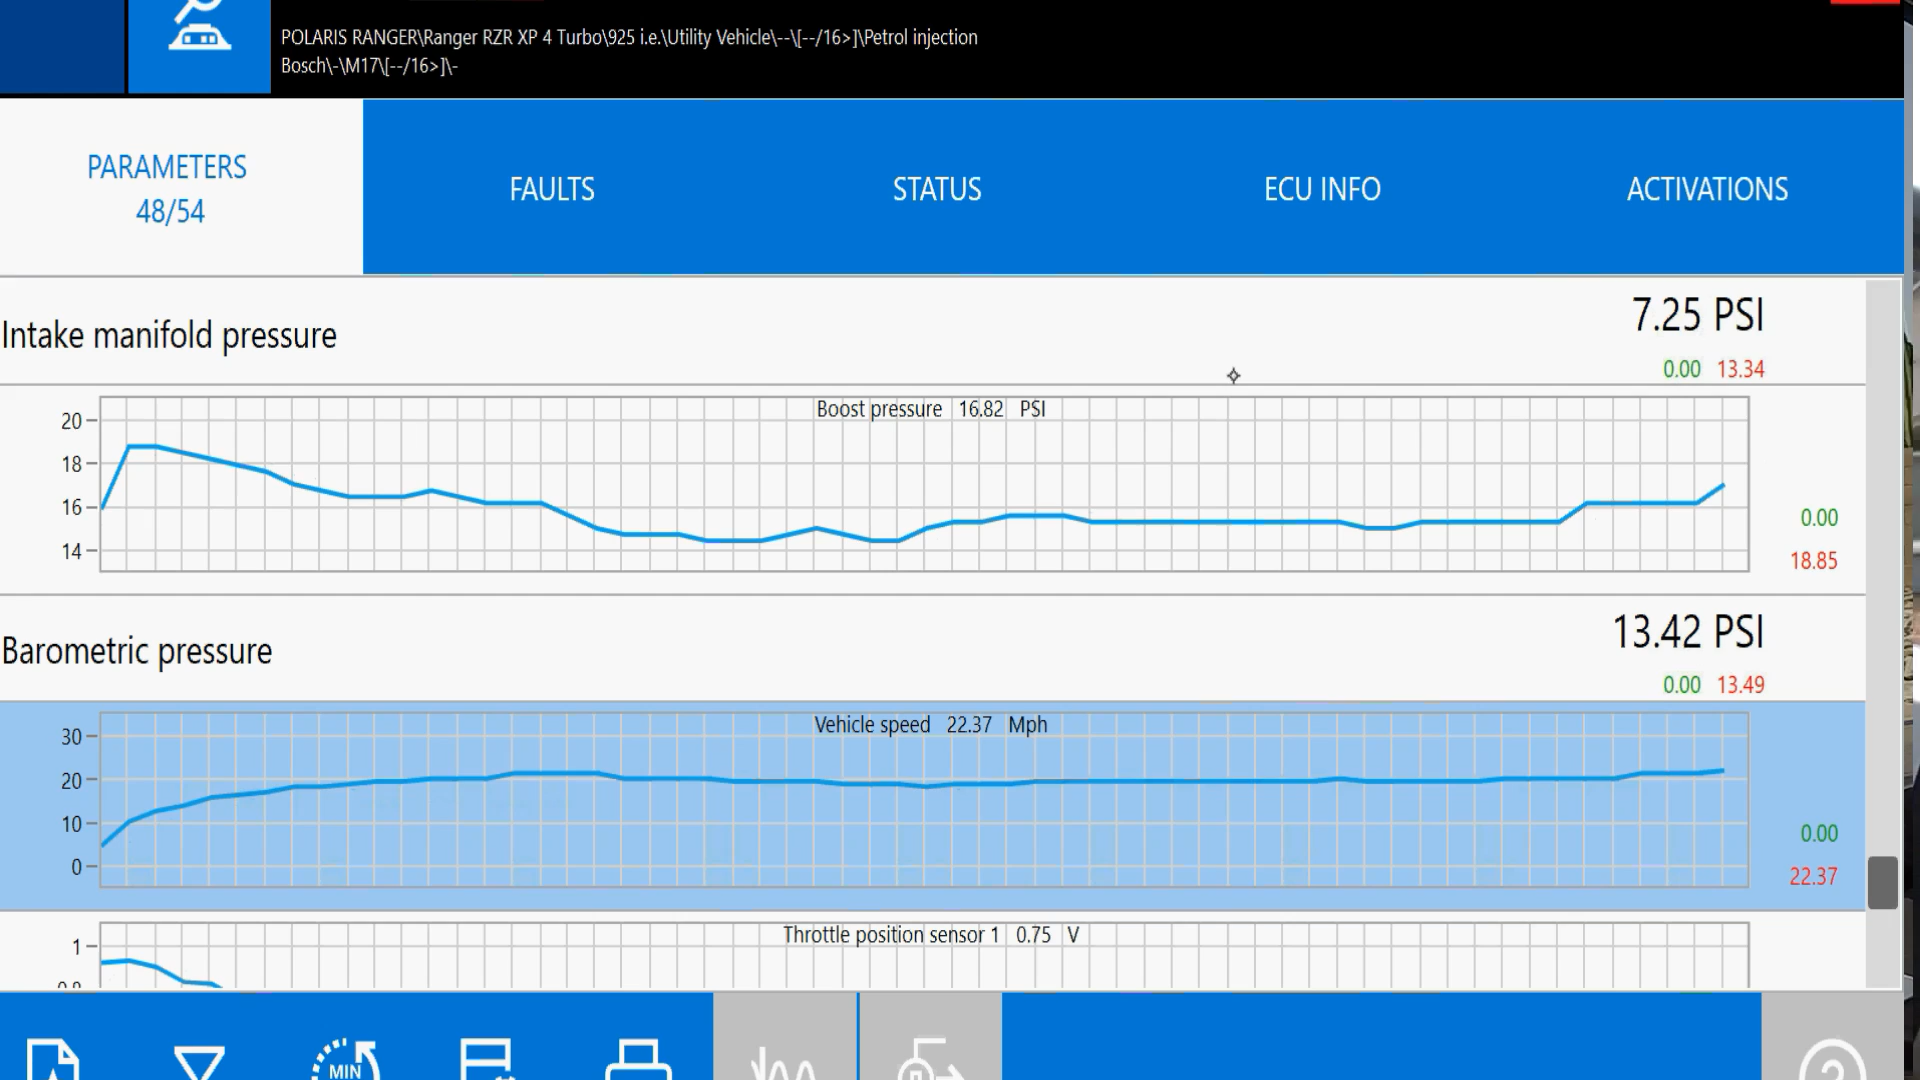 POLARIS RANGER\Ranger RZR XP 4 Turbo\925 i.e.\Utility Vehicle\--\[--/16>]\Petrol injection
Bosch\-\M17\[--/16>]\-
PARAMETERS
48/54
FAULTS
STATUS
ECU INFO
ACTIVATIONS
Intake manifold pressure
7.25 PSI
0.00 13.34
Boost pressure 16.82 PSI
20
18
16
14
0.00
18.85
Barometric pressure
13.42 PSI
0.00 13.49
Vehicle speed 22.37 Mph
30
20
10
0
0.00
22.37
Throttle position sensor 1 0.75 V
1
MIN